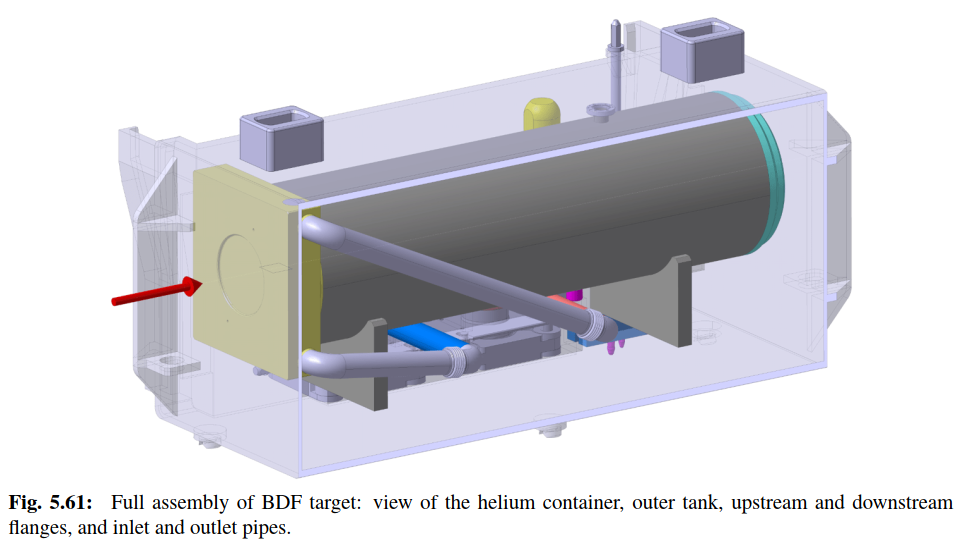 Fig. 5.61: Full assembly of BDF target: view of the helium container, outer tank, upstream and downstream
flanges, and inlet and outlet pipes.